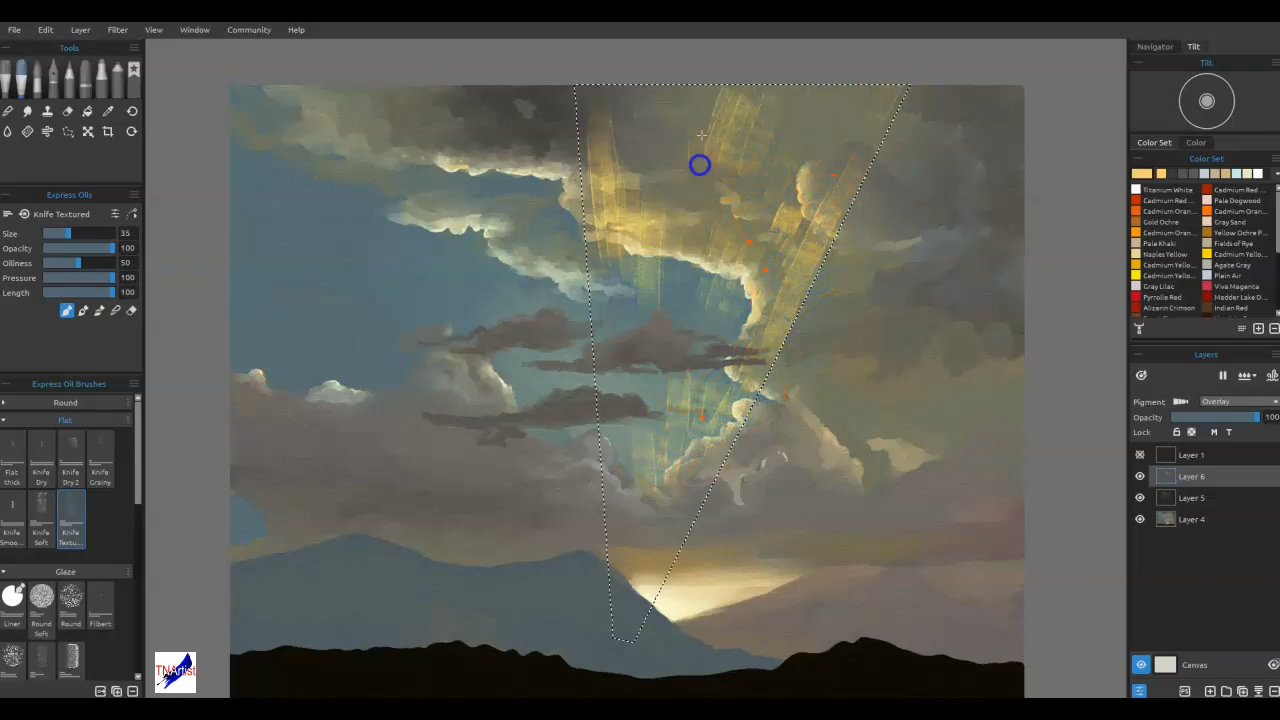 File Edit Layer Filter View Window Community Help
Tools
Express Oils
Knife Textured
Size 35
Opacity 100
Oiliness 50
Pressure 100
Length 100
Express Oil Brushes
Round
Flat
Flat thick
Knife Dry
Knife Dry 2
Knife Grainy
Knife Smoo...
Knife Soft
Knife Textu...
Glaze
Liner
Round Soft
Round
Filbert
TNArtist
Navigator Tilt
Tilt
Color Set Color
Color Set
Titanium White Cadmium Red
Cadmium Red ... Pale Dogwood
Cadmium Oran... Cadmium Oran...
Gold Ochre Gray Sand
Cadmium Oran... Yellow Ochre P...
Pale Khaki Fields of Rye
Naples Yellow Cadmium Yello...
Cadmium Yello... Agate Gray
Cadmium Yello... Plain Air
Gray Lilac Viva Magenta
Pyrrolle Red Madder Lake D...
Alizarin Crimson Indian Red
Layers
Pigment Overlay
Opacity 100
Lock M T
Layer 1
Layer 6
Layer 5
Layer 4
Canvas
PS